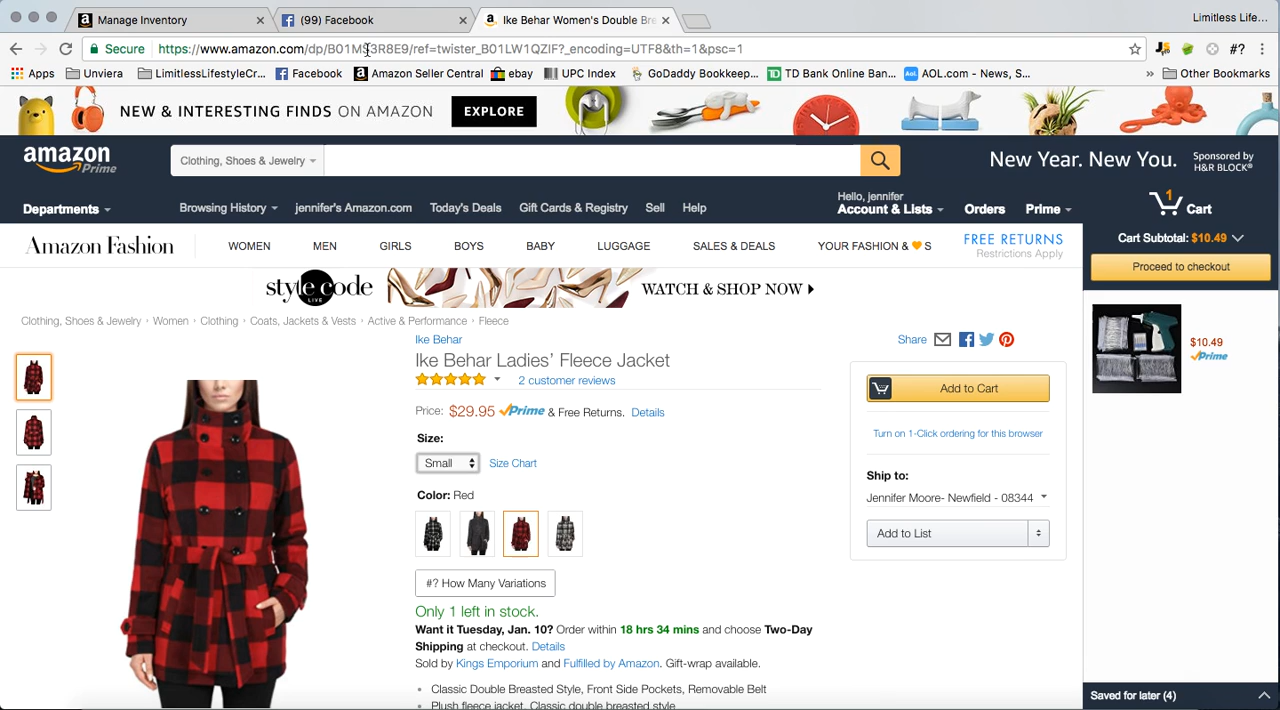 Manage Inventory
(99) Facebook
Ike Behar Women's Double Bre
Limitless Life…
Secure
https://www.amazon.com/dp/B01MS3R8E9/ref=twister_B01LW1QZIF?_encoding=UTF8&th=1&psc=1
#?
Apps
Unviera
LimitlessLifestyleCr…
Facebook
Amazon Seller Central
ebay
UPC Index
GoDaddy Bookkeep…
TD Bank Online Ban…
AOL.com - News, S…
»
Other Bookmarks
NEW & INTERESTING FINDS ON AMAZON
EXPLORE
amazon Prime
Clothing, Shoes & Jewelry
New Year. New You.
Sponsored by
H&R BLOCK®
Departments
Browsing History
jennifer's Amazon.com
Today's Deals
Gift Cards & Registry
Sell
Help
Hello, jennifer
Account & Lists
Orders
Prime
1
Cart
Amazon Fashion
WOMEN
MEN
GIRLS
BOYS
BABY
LUGGAGE
SALES & DEALS
YOUR FASHION & S
FREE RETURNS
Restrictions Apply
Cart Subtotal: $10.49
Proceed to checkout
style code
LIVE
WATCH & SHOP NOW
Clothing, Shoes & Jewelry › Women › Clothing › Coats, Jackets & Vests › Active & Performance › Fleece
Ike Behar
Ike Behar Ladies’ Fleece Jacket
2 customer reviews
Share
$10.49
Prime
Add to Cart
Price: $29.95 Prime & Free Returns. Details
Turn on 1-Click ordering for this browser
Size:
Small
Size Chart
Ship to:
Jennifer Moore- Newfield - 08344
Color: Red
Add to List
#? How Many Variations
Only 1 left in stock.
Want it Tuesday, Jan. 10? Order within 18 hrs 34 mins and choose Two-Day
Shipping at checkout. Details
Sold by Kings Emporium and Fulfilled by Amazon. Gift-wrap available.
Classic Double Breasted Style, Front Side Pockets, Removable Belt
Plush fleece jacket. Classic double breasted style
Saved for later (4)